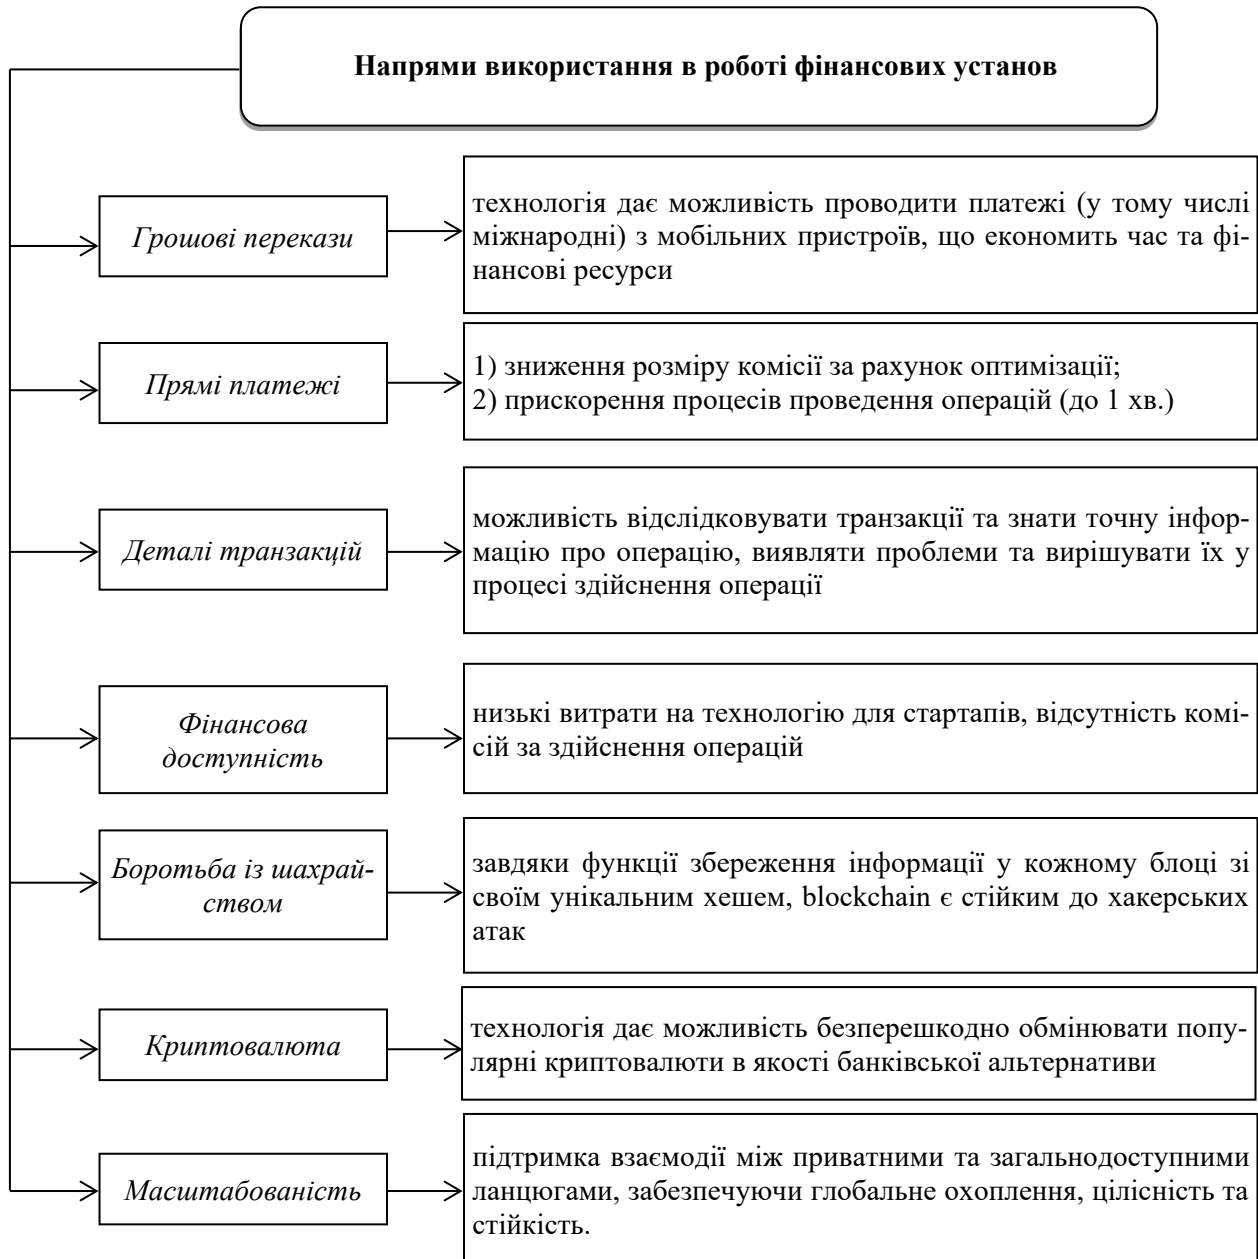 Напрями використання в роботі фінансових установ
Грошові перекази
технологія дає можливість проводити платежі (у тому числі
міжнародні) з мобільних пристроїв, що економить час та фі-
нансові ресурси
Прямі платежі
1) зниження розміру комісії за рахунок оптимізації;
2) прискорення процесів проведення операцій (до 1 хв.)
Деталі транзакцій
можливість відслідковувати транзакції та знати точну інфор-
мацію про операцію, виявляти проблеми та вирішувати їх у
процесі здійснення операції
Фінансова
доступність
низькі витрати на технологію для стартапів, відсутність комі-
сій за здійснення операцій
Боротьба із шахрай-
ством
завдяки функції збереження інформації у кожному блоці зі
своїм унікальним хешем, blockchain є стійким до хакерських
атак
Криптовалюта
технологія дає можливість безперешкодно обмінювати попу-
лярні криптовалюти в якості банківської альтернативи
Масштабованість
підтримка взаємодії між приватними та загальнодоступними
ланцюгами, забезпечуючи глобальне охоплення, цілісність та
стійкість.